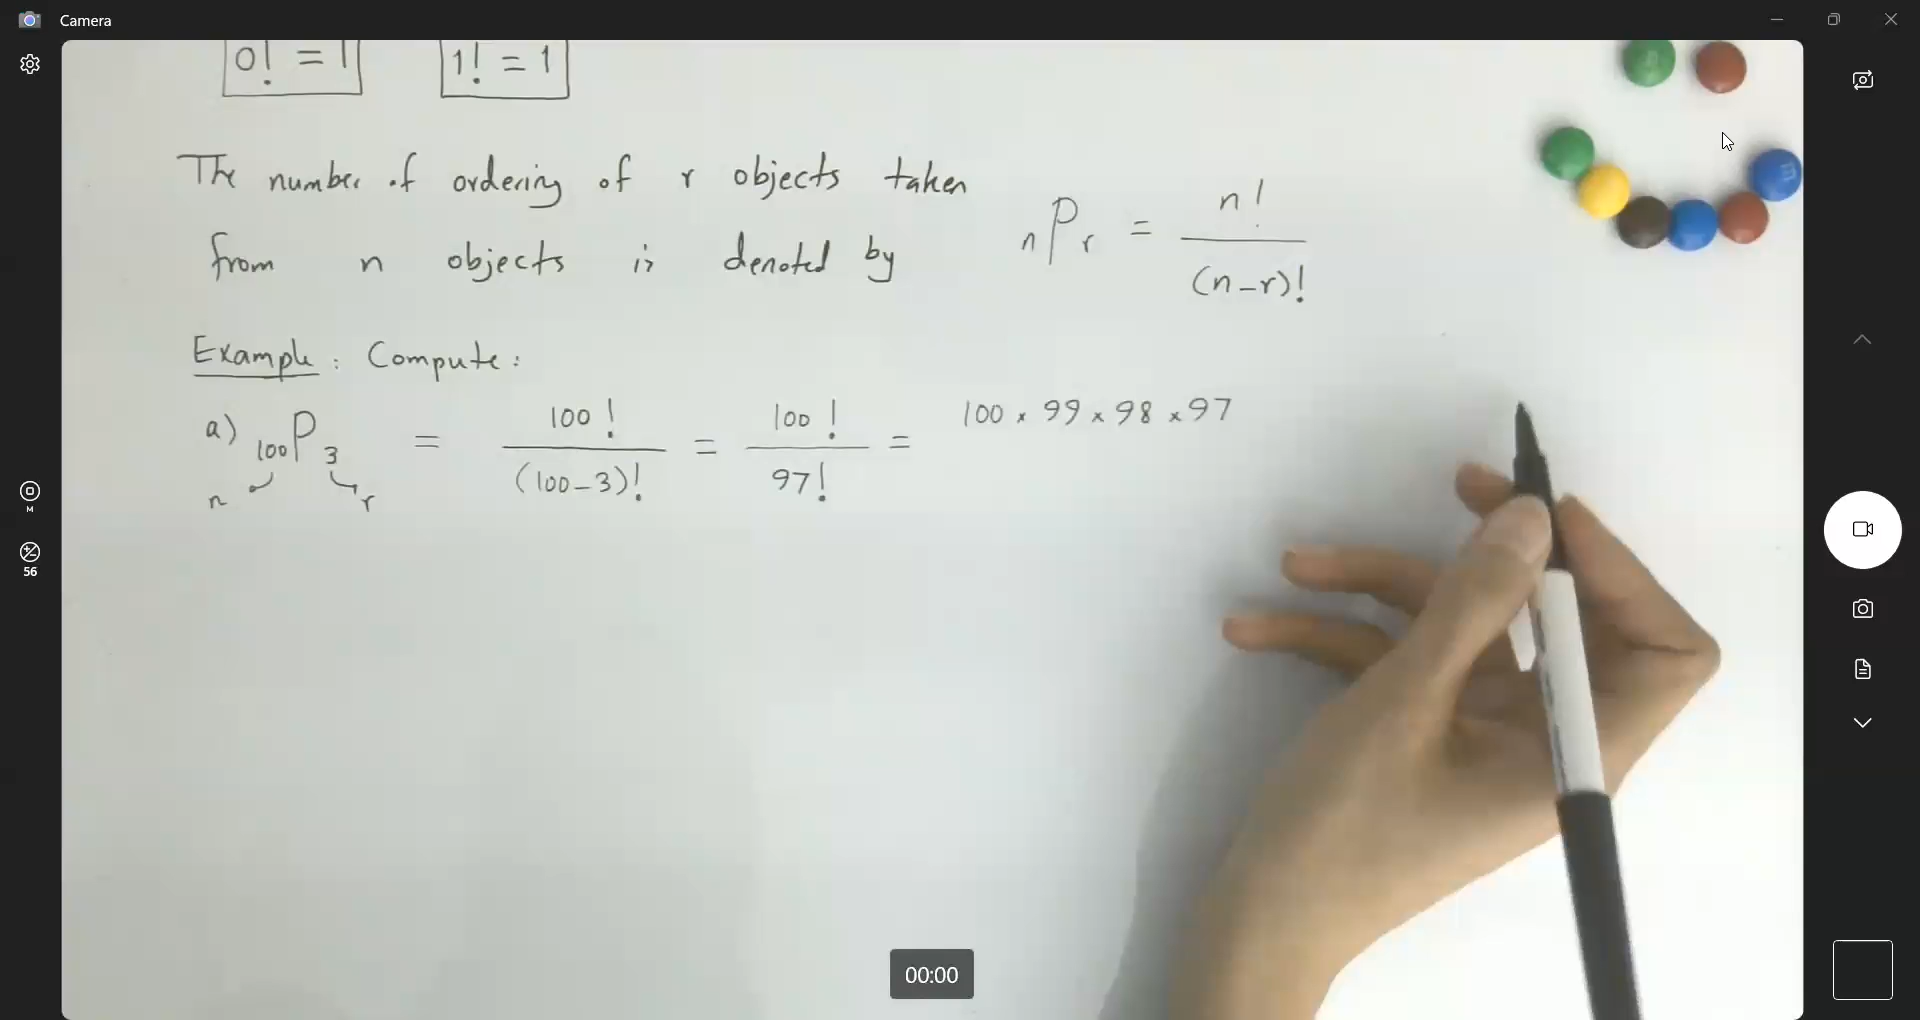 Camera
0! = 1 1! = 1
The number of ordering of r objects taken
from n objects is denoted by nPr = n! / (n-r)!
Example : Compute :
a) 100P3 = 100! / (100-3)! = 100! / 97! = 100 × 99 × 98 × 97
n r
M
56
00:00